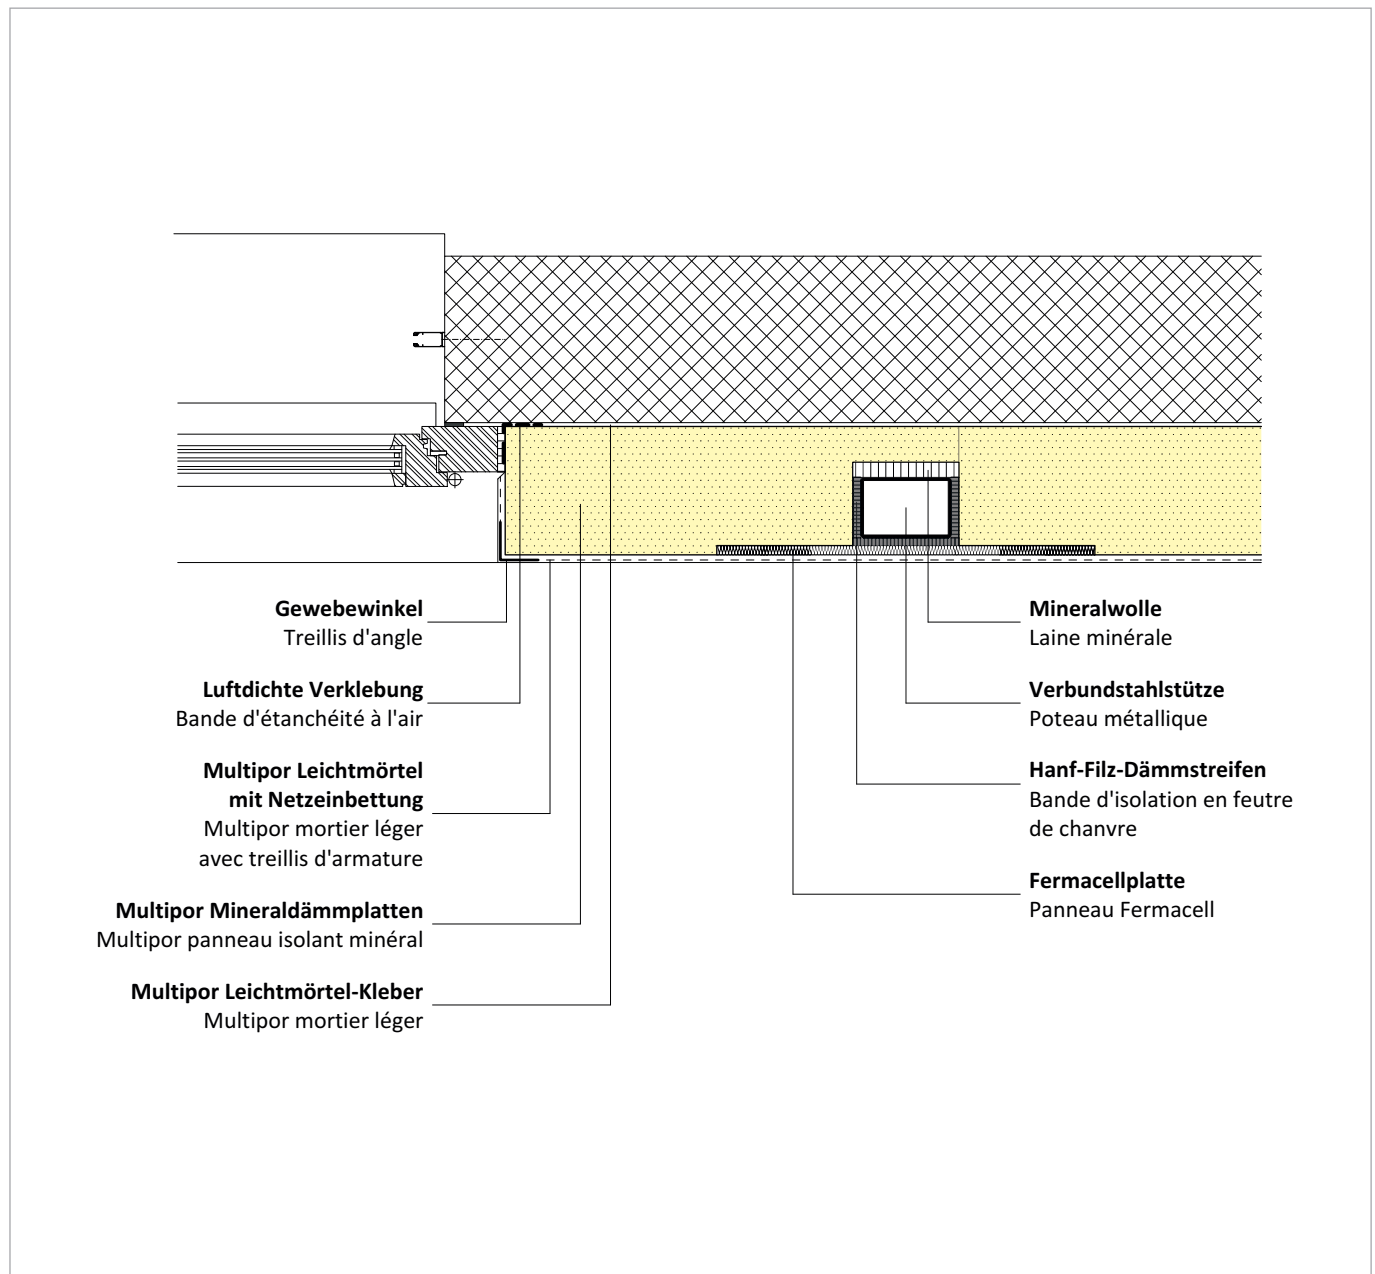 Gewebewinkel
Treillis d'angle
Luftdichte Verklebung
Bande d'étanchéité à l'air
Multipor Leichtmörtel
mit Netzeinbettung
Multipor mortier léger
avec treillis d'armature
Multipor Mineraldämmplatten
Multipor panneau isolant minéral
Multipor Leichtmörtel-Kleber
Multipor mortier léger
Mineralwolle
Laine minérale
Verbundstahlstütze
Poteau métallique
Hanf-Filz-Dämmstreifen
Bande d'isolation en feutre
de chanvre
Fermacellplatte
Panneau Fermacell